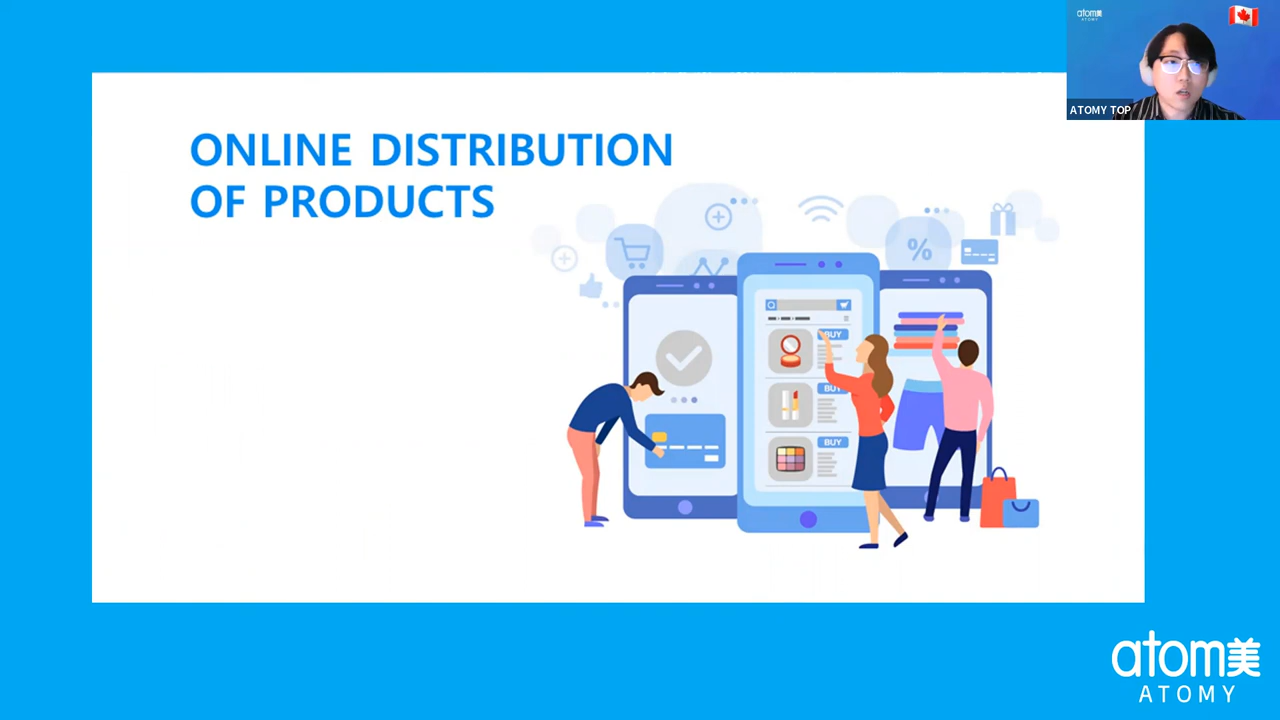 atom美
ATOMY
ATOMY TOP
ONLINE DISTRIBUTION
OF PRODUCTS
%
BUY
BUY
BUY
atom美
ATOMY